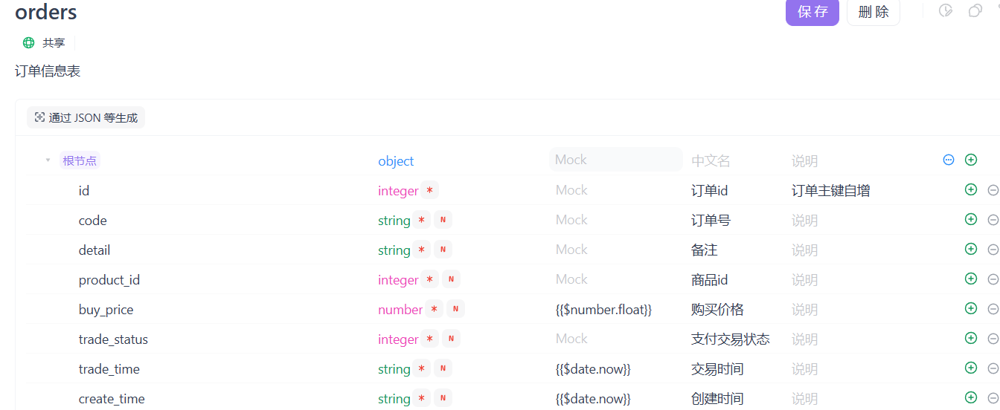 orders
保存 删除
共享
订单信息表
通过 JSON 等生成
根节点 object Mock 中文名 说明
id integer * Mock 订单id 订单主键自增
code string * N Mock 订单号 说明
detail string * N Mock 备注 说明
product_id integer * N Mock 商品id 说明
buy_price number * N {{$number.float}} 购买价格 说明
trade_status integer * N Mock 支付交易状态 说明
trade_time string * N {{$date.now}} 交易时间 说明
create_time string * N {{$date.now}} 创建时间 说明